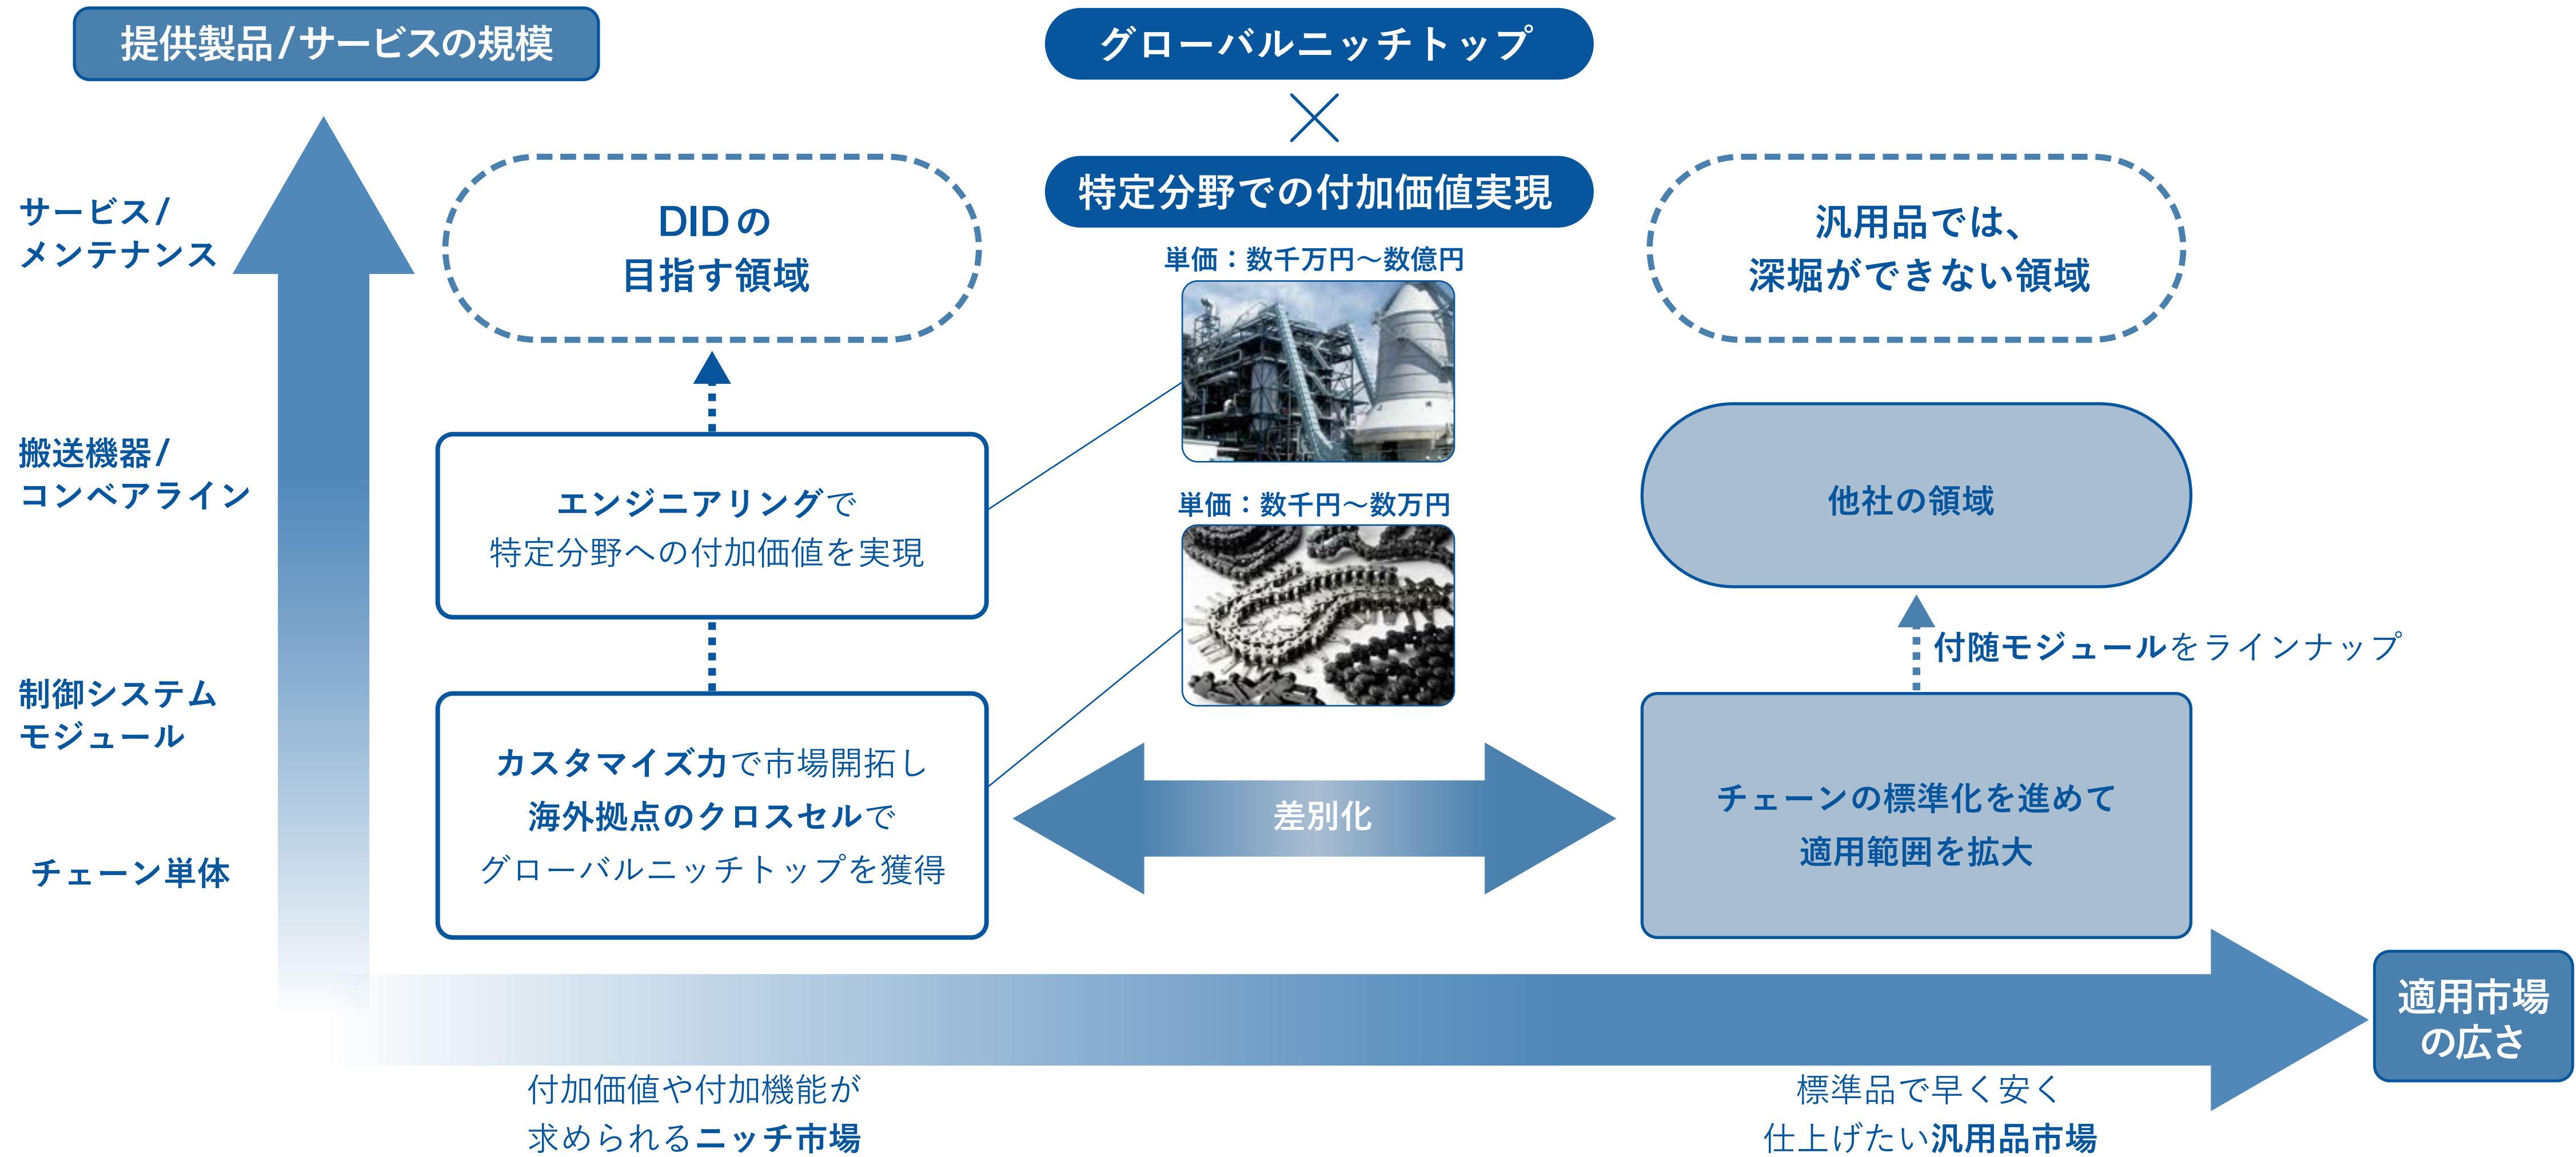 提供製品/サービスの規模
グローバルニッチトップ
×
特定分野での付加価値実現
サービス/
メンテナンス
DIDの
目指す領域
単価：数千万円〜数億円
汎用品では、
深堀ができない領域
搬送機器/
コンベアライン
エンジニアリングで
特定分野への付加価値を実現
単価：数千円〜数万円
他社の領域
付随モジュールをラインナップ
制御システム
モジュール
カスタマイズ力で市場開拓し
海外拠点のクロスセルで
グローバルニッチトップを獲得
差別化
チェーンの標準化を進めて
適用範囲を拡大
チェーン単体
適用市場
の広さ
付加価値や付加機能が
求められるニッチ市場
標準品で早く安く
仕上げたい汎用品市場